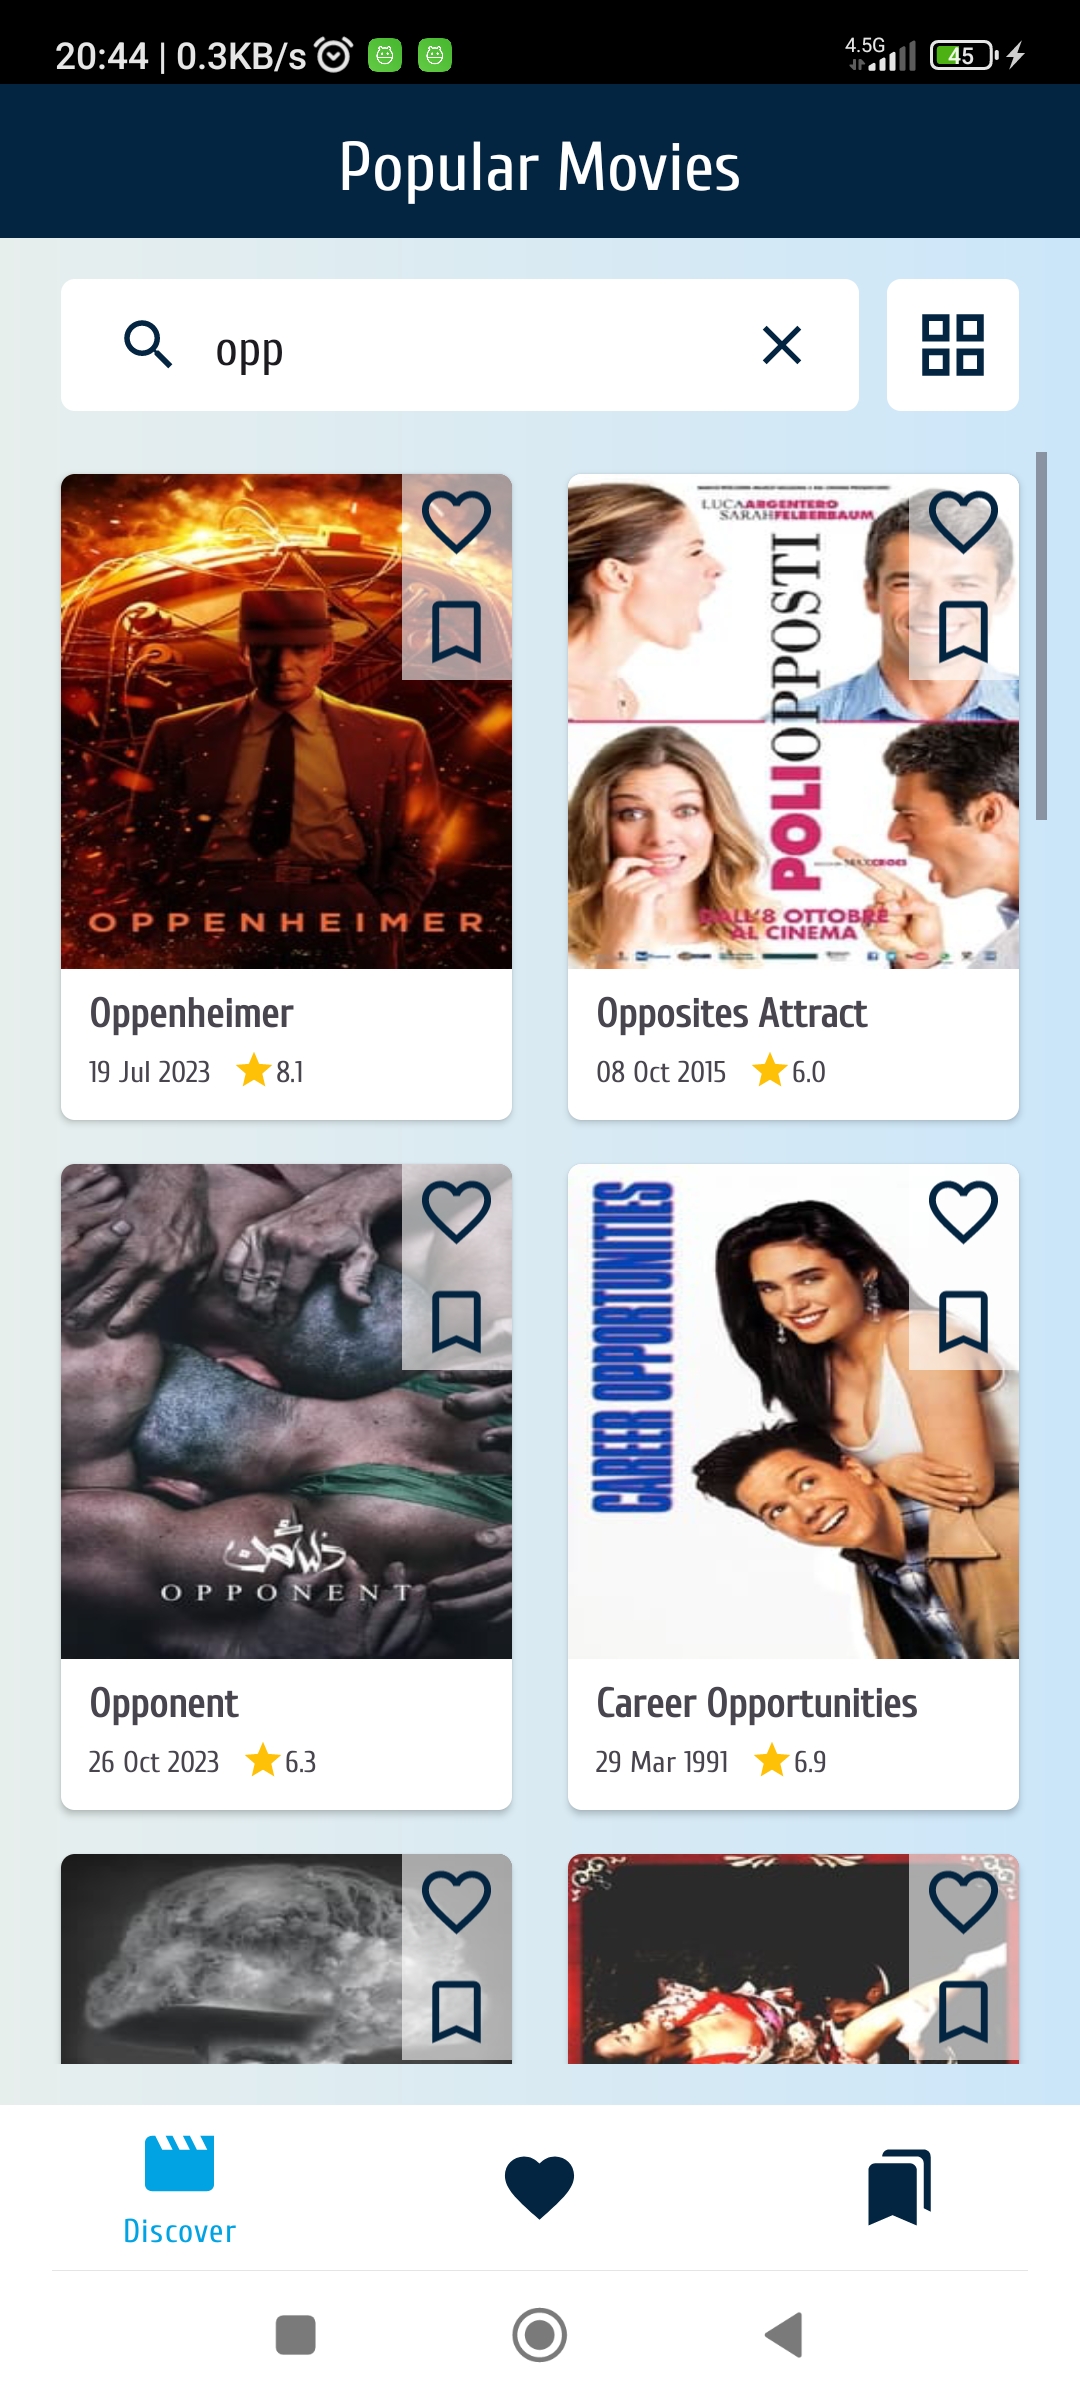 20:44 | 0.3KB/s
4.5G
45
Popular Movies
opp
OPPENHEIMER
Oppenheimer
19 Jul 2023 8.1
LUCA ARGENTERO
SARAH FELBERBAUM
POLIOPPOSTI
DALL'8 OTTOBRE
AL CINEMA
Opposites Attract
08 Oct 2015 6.0
OPPONENT
Opponent
26 Oct 2023 6.3
CAREER OPPORTUNITIES
Career Opportunities
29 Mar 1991 6.9
Discover